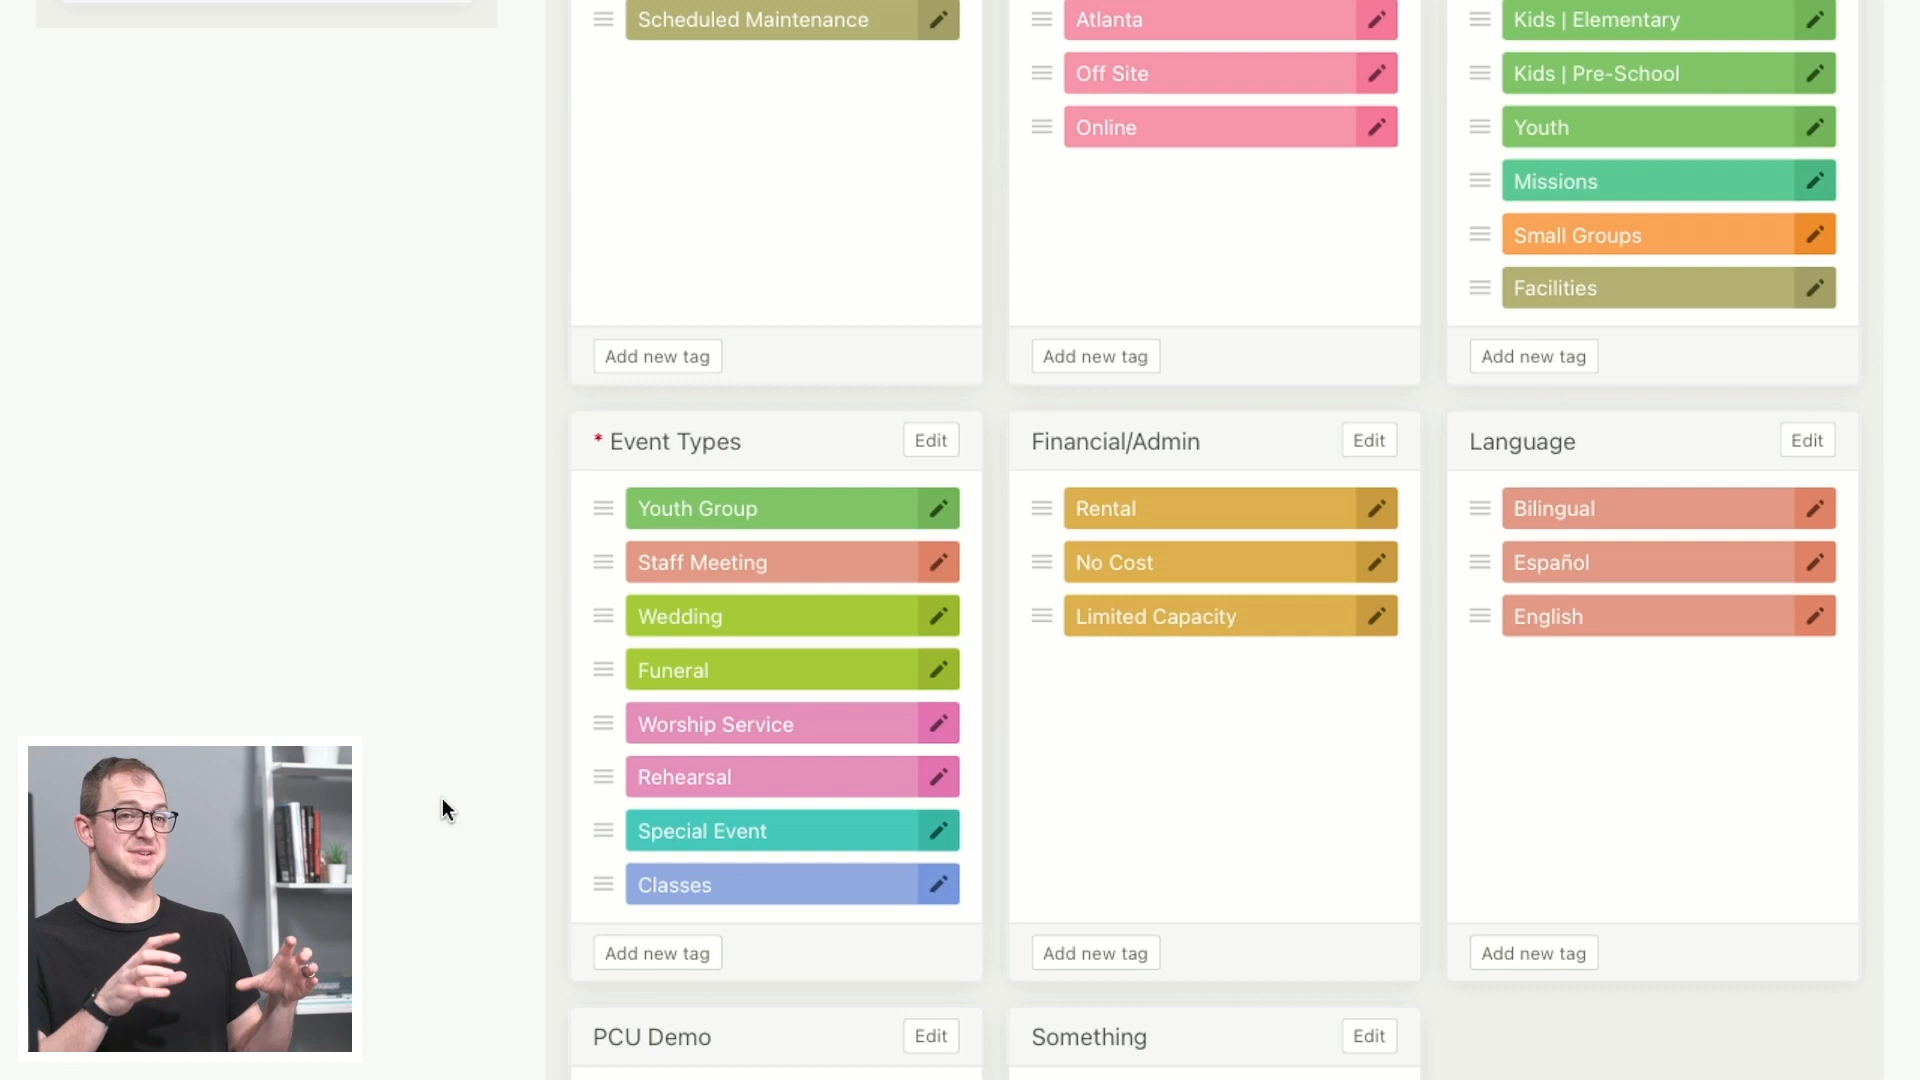 Scheduled Maintenance
Add new tag
Atlanta
Off Site
Online
Add new tag
Kids | Elementary
Kids | Pre-School
Youth
Missions
Small Groups
Facilities
Add new tag
* Event Types
Edit
Youth Group
Staff Meeting
Wedding
Funeral
Worship Service
Rehearsal
Special Event
Classes
Add new tag
Financial/Admin
Edit
Rental
No Cost
Limited Capacity
Add new tag
Language
Edit
Bilingual
Español
English
Add new tag
PCU Demo
Edit
Something
Edit